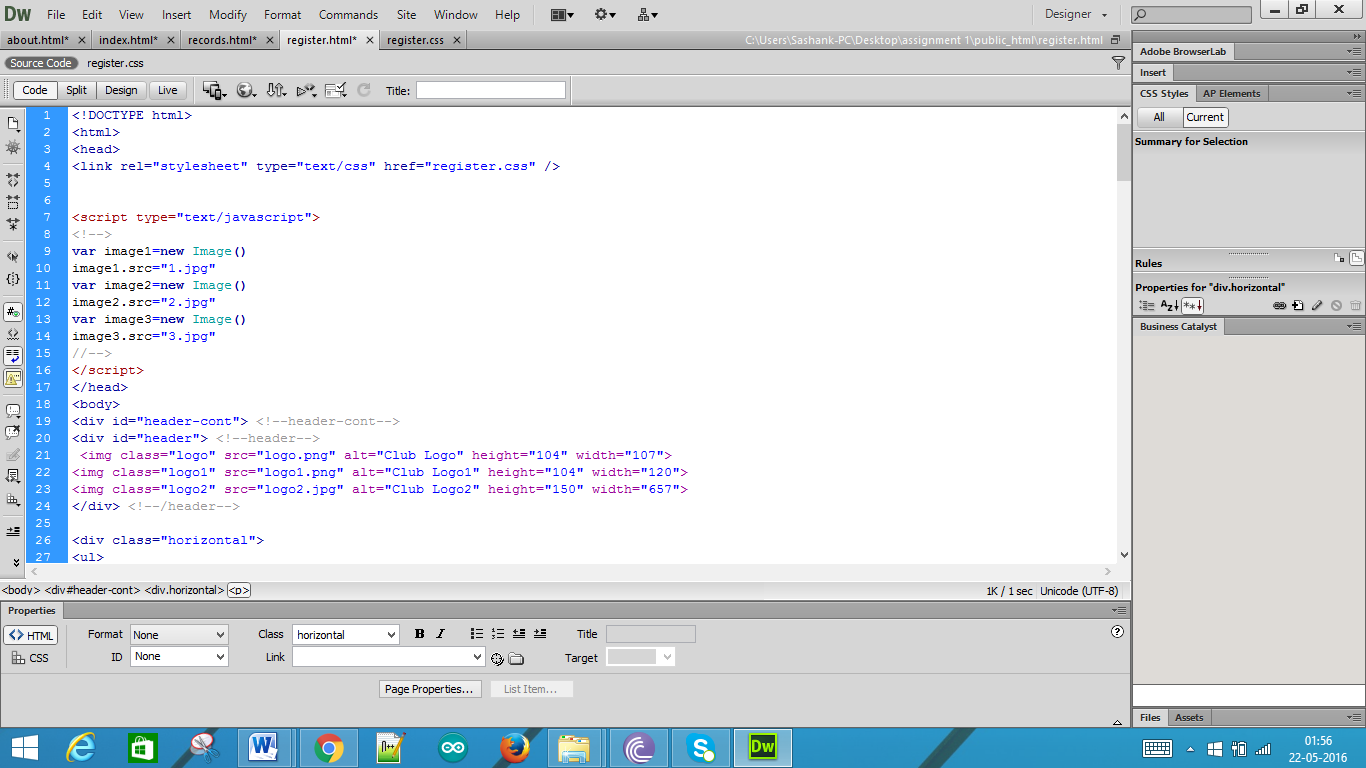 Dw File Edit View Insert Modify Format Commands Site Window Help Designer
about.html* index.html* records.html* register.html* register.css C:\Users\Sashank-PC\Desktop\assignment 1\public_html\register.html
Source Code register.css
Code Split Design Live Title:
1 <!DOCTYPE html>
2 <html>
3 <head>
4 <link rel="stylesheet" type="text/css" href="register.css" />
5
6
7 <script type="text/javascript">
8 <!-->
9 var image1=new Image()
10 image1.src="1.jpg"
11 var image2=new Image()
12 image2.src="2.jpg"
13 var image3=new Image()
14 image3.src="3.jpg"
15 //-->
16 </script>
17 </head>
18 <body>
19 <div id="header-cont"> <!--header-cont-->
20 <div id="header"> <!--header-->
21 <img class="logo" src="logo.png" alt="Club Logo" height="104" width="107">
22 <img class="logo1" src="logo1.png" alt="Club Logo1" height="104" width="120">
23 <img class="logo2" src="logo2.jpg" alt="Club Logo2" height="150" width="657">
24 </div> <!--/header-->
25
26 <div class="horizontal">
27 <ul>
<body> <div#header-cont> <div.horizontal> <p> 1K / 1 sec Unicode (UTF-8)
Properties
<> HTML Format None Class horizontal B I Title
CSS ID None Link Target
Page Properties... List Item...
Adobe BrowserLab
Insert
CSS Styles AP Elements
All Current
Summary for Selection
Rules
Properties for "div.horizontal"
Az↓ **↓
Business Catalyst
Files Assets
W n++ S Dw 01:56
22-05-2016